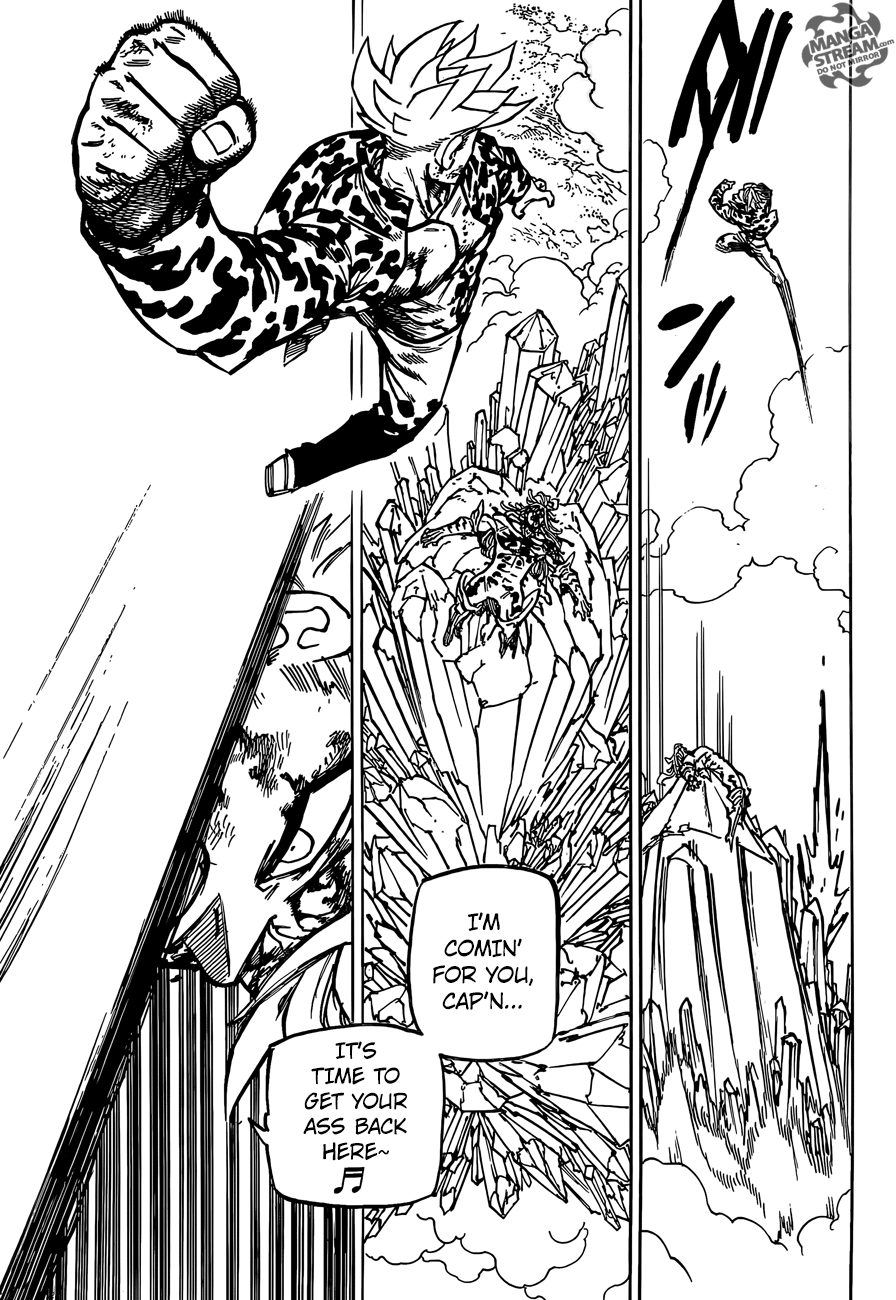 MANGA
STREAM.com
DO NOT MIRROR
I'M
COMIN'
FOR YOU,
CAP'N...
IT'S
TIME TO
GET YOUR
ASS BACK
HERE~
♬